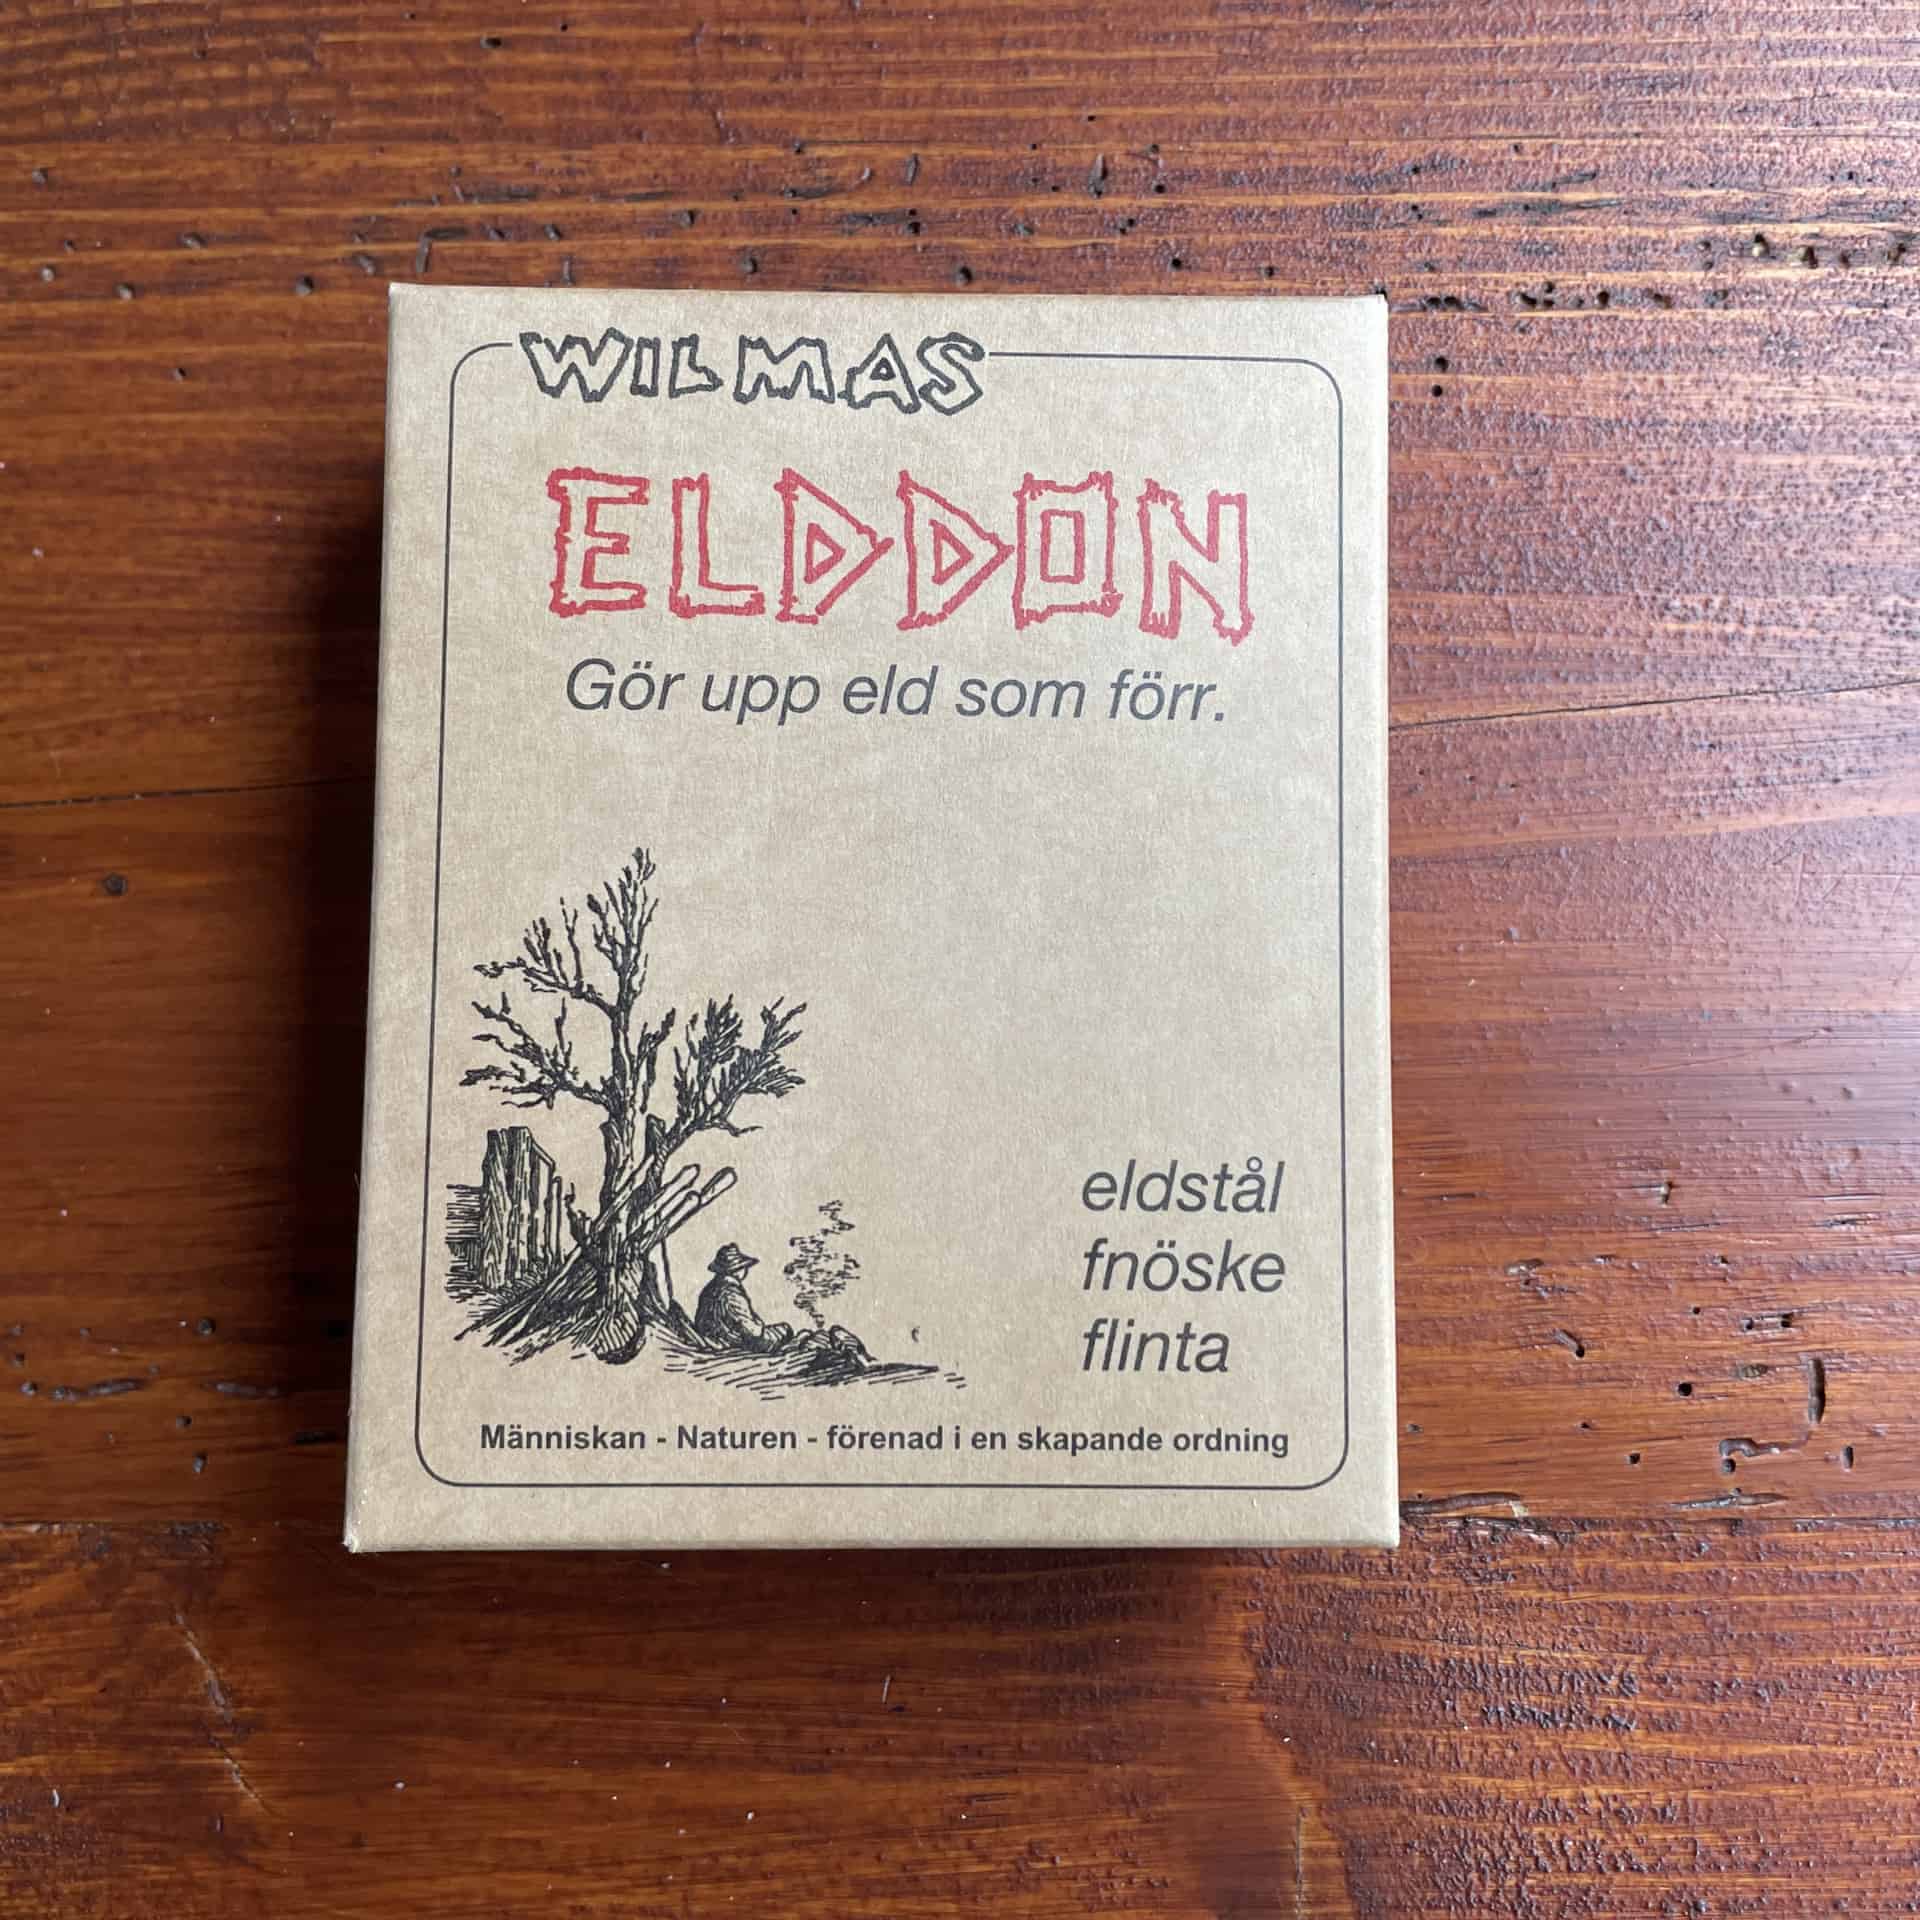 WILMAS
ELDDON
Gör upp eld som förr.
eldstål
fnöske
flinta
Människan - Naturen - förenad i en skapande ordning